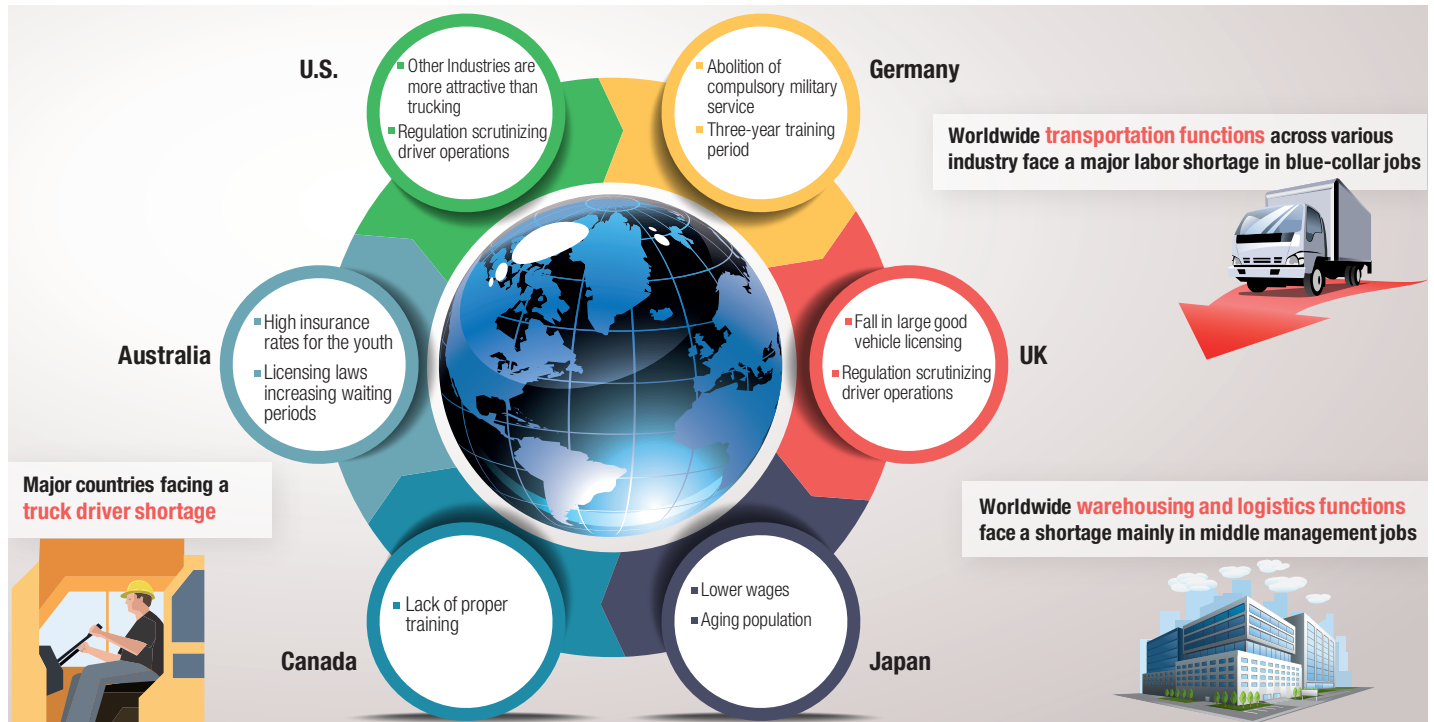 U.S.
Other Industries are
more attractive than
trucking
Regulation scrutinizing
driver operations
Abolition of
compulsory military
service
Three-year training
period
Germany
Worldwide transportation functions across various
industry face a major labor shortage in blue-collar jobs
Australia
High insurance
rates for the youth
Licensing laws
increasing waiting
periods
Fall in large good
vehicle licensing
Regulation scrutinizing
driver operations
UK
Major countries facing a
truck driver shortage
Worldwide warehousing and logistics functions
face a shortage mainly in middle management jobs
Canada
Lack of proper
training
Lower wages
Aging population
Japan